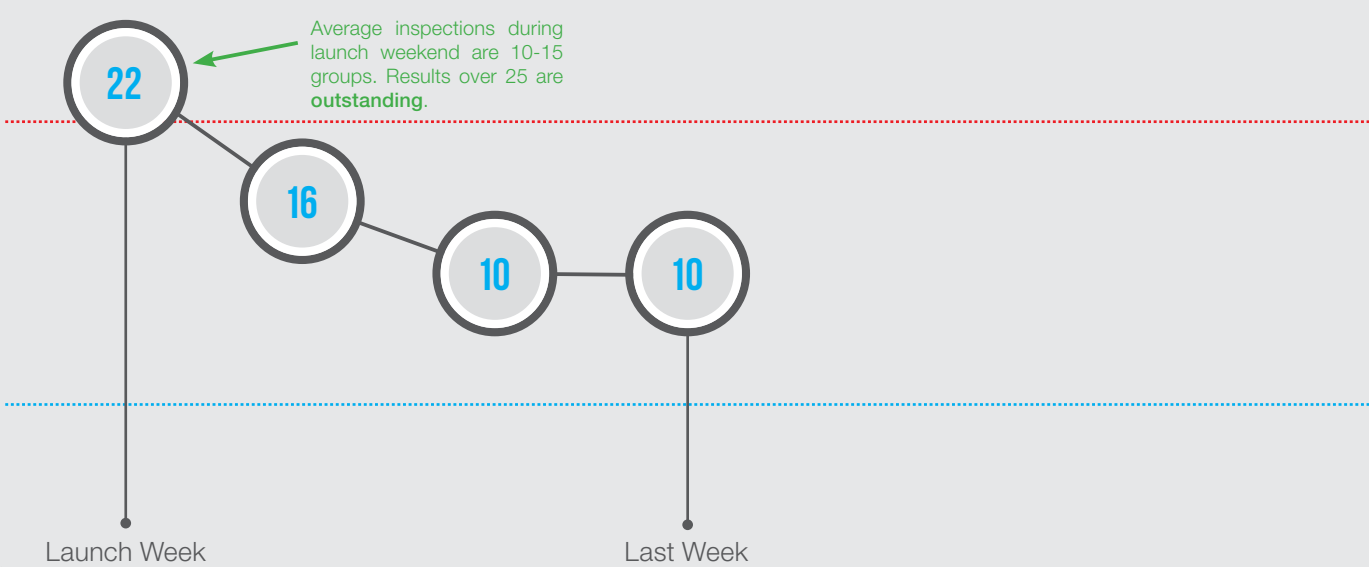 22
Average inspections during
launch weekend are 10-15
groups. Results over 25 are
outstanding.
16
10
10
Launch Week
Last Week